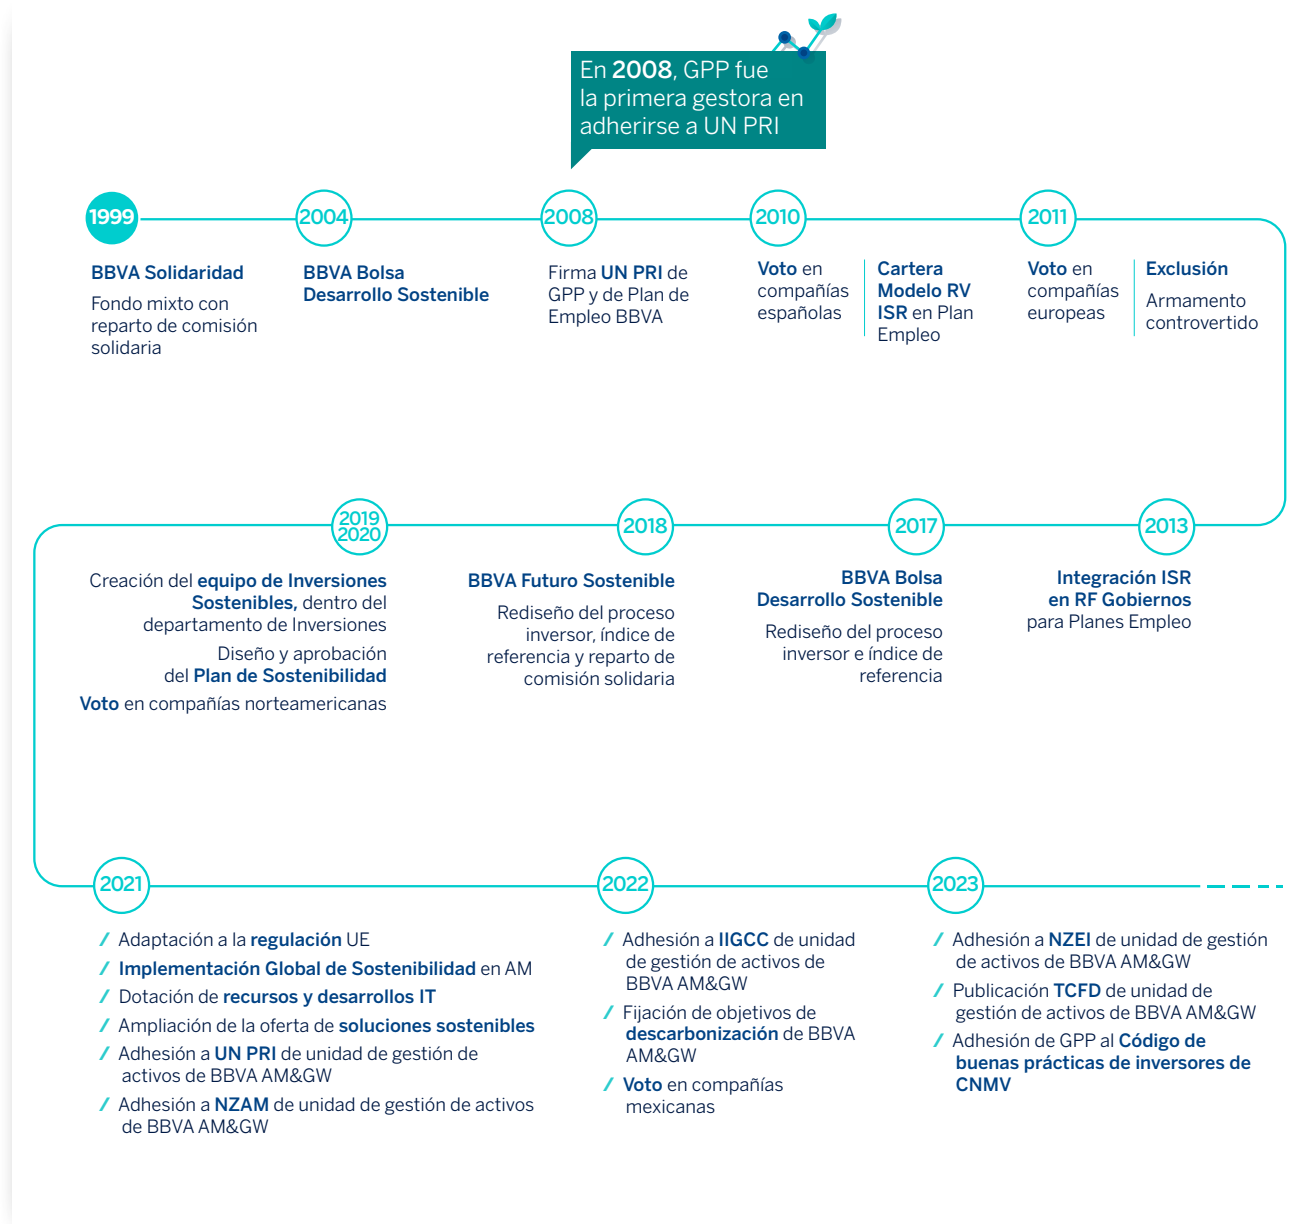 En 2008, GPP fue
la primera gestora en
adherirse a UN PRI
1999
BBVA Solidaridad
Fondo mixto con
reparto de comisión
solidaria
2004
BBVA Bolsa
Desarrollo Sostenible
2008
Firma UN PRI de
GPP y de Plan de
Empleo BBVA
2010
Voto en
compañías
españolas
Cartera
Modelo RV
ISR en Plan
Empleo
2011
Voto en
compañías
europeas
Exclusión
Armamento
controvertido
2013
Integración ISR
en RF Gobiernos
para Planes Empleo
2017
BBVA Bolsa
Desarrollo Sostenible
Rediseño del proceso
inversor e índice de
referencia
2018
BBVA Futuro Sostenible
Rediseño del proceso
inversor, índice de
referencia y reparto de
comisión solidaria
2019
2020
Creación del equipo de Inversiones
Sostenibles, dentro del
departamento de Inversiones
Diseño y aprobación
del Plan de Sostenibilidad
Voto en compañías norteamericanas
2021
/ Adaptación a la regulación UE
/ Implementación Global de Sostenibilidad en AM
/ Dotación de recursos y desarrollos IT
/ Ampliación de la oferta de soluciones sostenibles
/ Adhesión a UN PRI de unidad de gestión de
activos de BBVA AM&GW
/ Adhesión a NZAM de unidad de gestión de activos
de BBVA AM&GW
2022
/ Adhesión a IIGCC de unidad
de gestión de activos de
BBVA AM&GW
/ Fijación de objetivos de
descarbonización de BBVA
AM&GW
/ Voto en compañías
mexicanas
2023
/ Adhesión a NZEI de unidad de gestión
de activos de BBVA AM&GW
/ Publicación TCFD de unidad de
gestión de activos de BBVA AM&GW
/ Adhesión de GPP al Código de
buenas prácticas de inversores de
CNMV